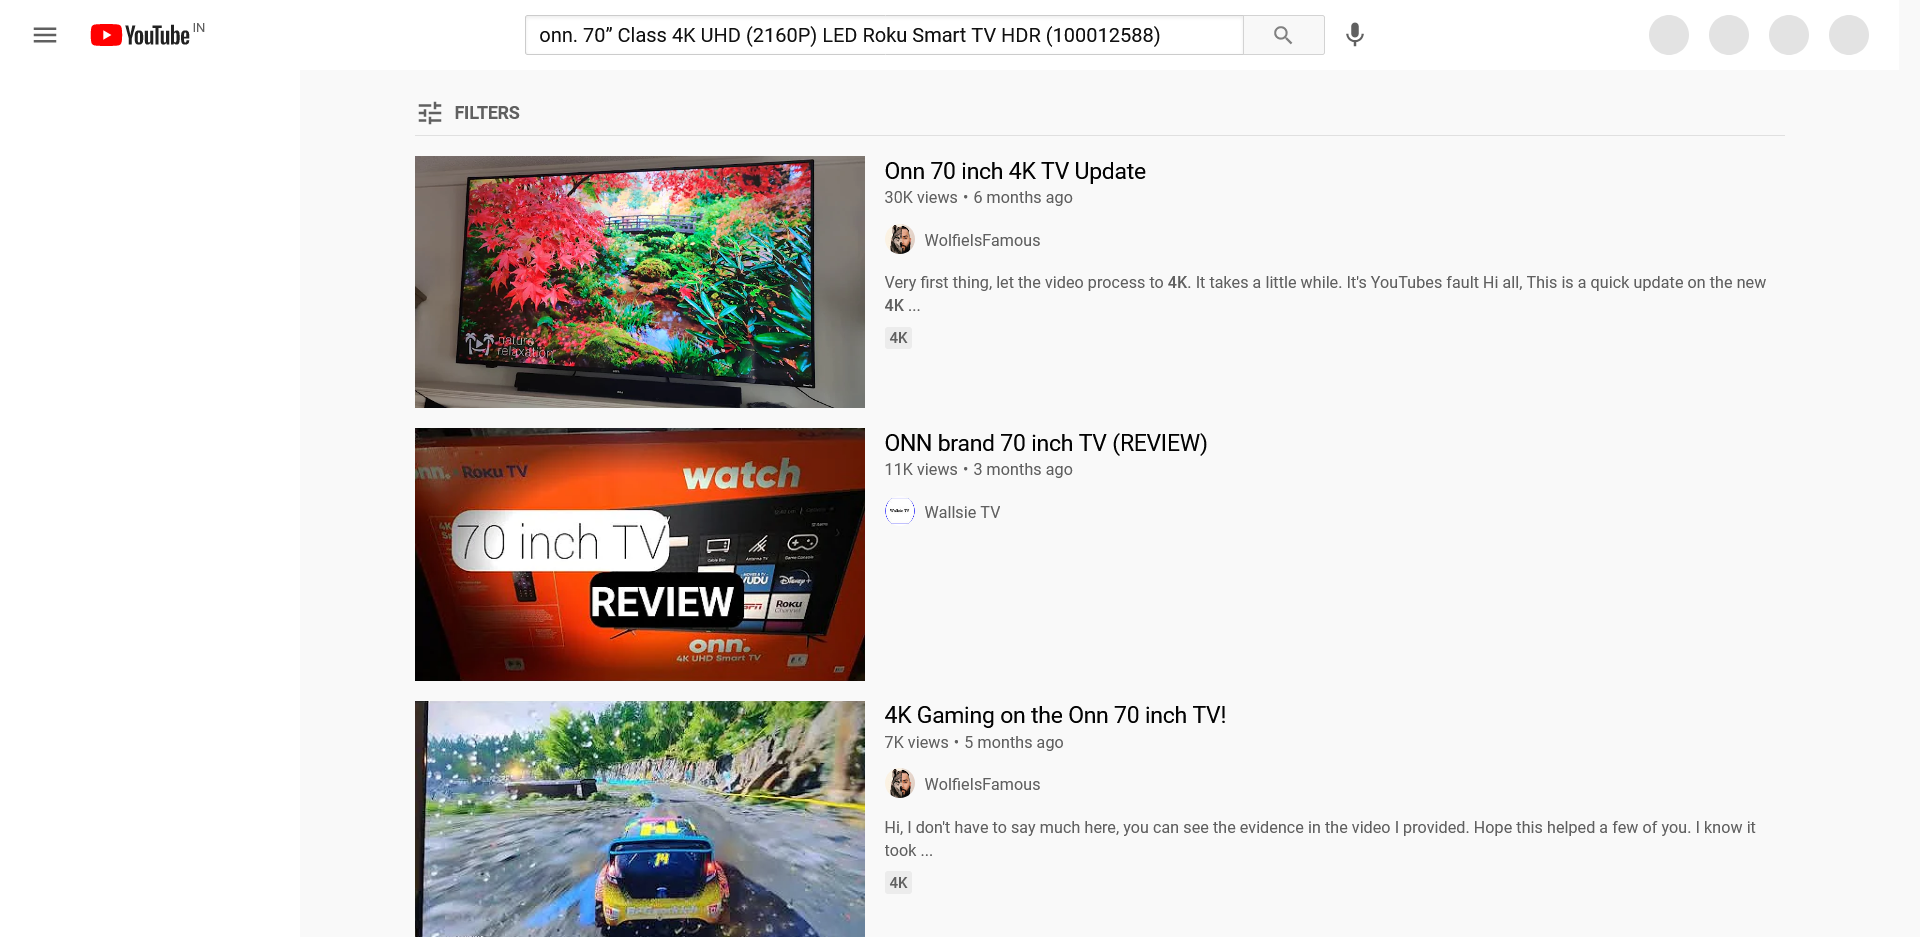 YouTube IN
onn. 70” Class 4K UHD (2160P) LED Roku Smart TV HDR (100012588)
FILTERS
nature
relaxation
Onn 70 inch 4K TV Update
30K views • 6 months ago
WolfieIsFamous
Very first thing, let the video process to 4K. It takes a little while. It's YouTubes fault Hi all, This is a quick update on the new
4K ...
4K
onn. Roku TV
watch
70 inch TV
REVIEW
VUDU
Disney+
Roku
Channel
onn.
4K UHD Smart TV
ONN brand 70 inch TV (REVIEW)
11K views • 3 months ago
Wallsie TV
4K Gaming on the Onn 70 inch TV!
7K views • 5 months ago
WolfieIsFamous
Hi, I don't have to say much here, you can see the evidence in the video I provided. Hope this helped a few of you. I know it
took ...
4K